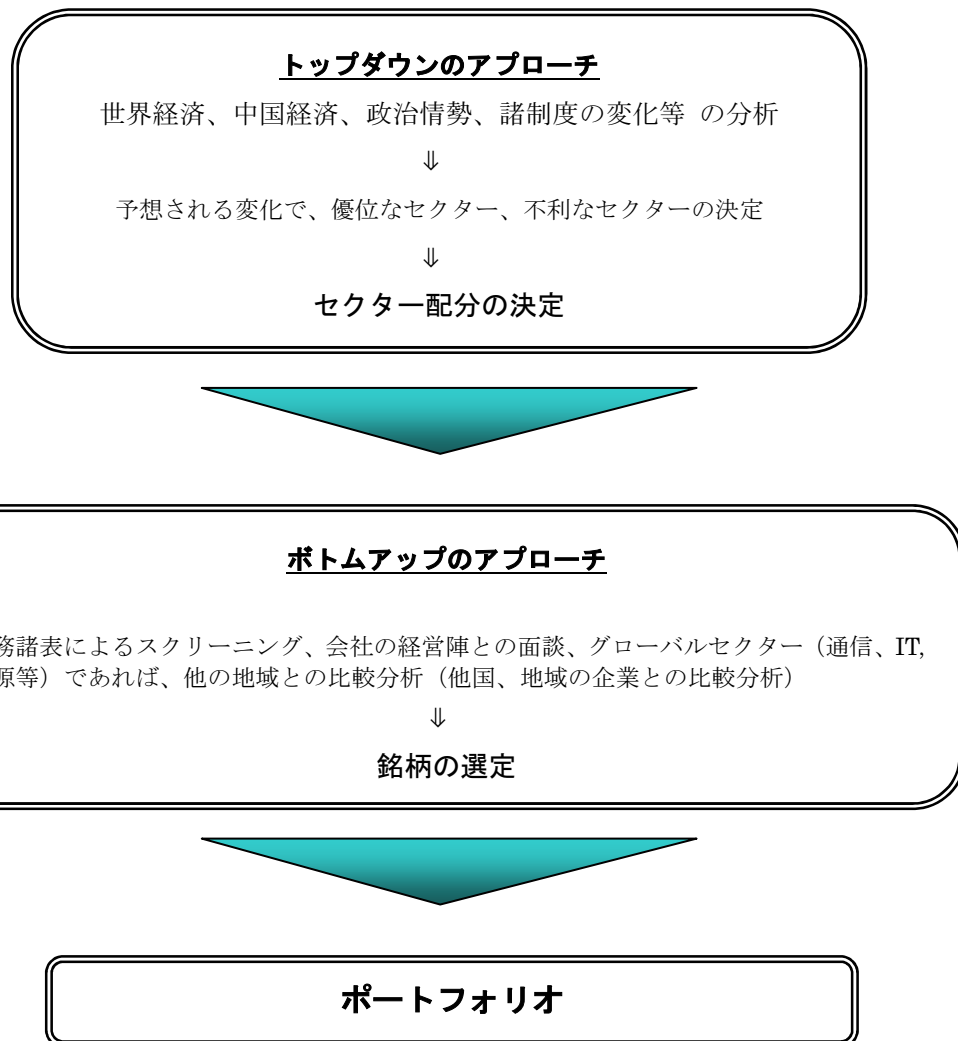 トップダウンのアプローチ
世界経済、中国経済、政治情勢、諸制度の変化等 の分析
⇓
予想される変化で、優位なセクター、不利なセクターの決定
⇓
セクター配分の決定
ボトムアップのアプローチ
務諸表によるスクリーニング、会社の経営陣との面談、グローバルセクター（通信、IT,
源等）であれば、他の地域との比較分析（他国、地域の企業との比較分析）
⇓
銘柄の選定
ポートフォリオ